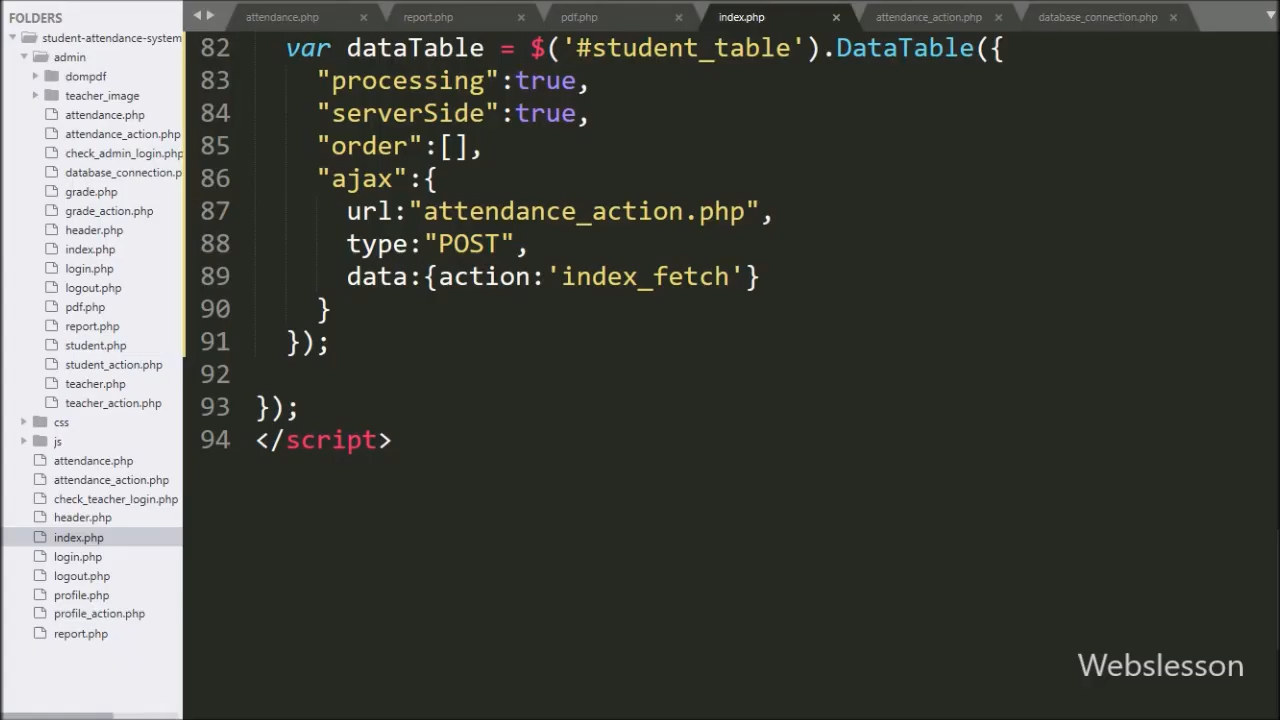 FOLDERS
student-attendance-system
admin
dompdf
teacher_image
attendance.php
attendance_action.php
check_admin_login.php
database_connection.p
grade.php
grade_action.php
header.php
index.php
login.php
logout.php
pdf.php
report.php
student.php
student_action.php
teacher.php
teacher_action.php
css
js
attendance.php
attendance_action.php
check_teacher_login.php
header.php
index.php
login.php
logout.php
profile.php
profile_action.php
report.php
attendance.php × report.php × pdf.php × index.php × attendance_action.php × database_connection.php ×
82 var dataTable = $('#student_table').DataTable({
83 "processing":true,
84 "serverSide":true,
85 "order":[],
86 "ajax":{
87 url:"attendance_action.php",
88 type:"POST",
89 data:{action:'index_fetch'}
90 }
91 });
92
93 });
94 </script>
Webslesson